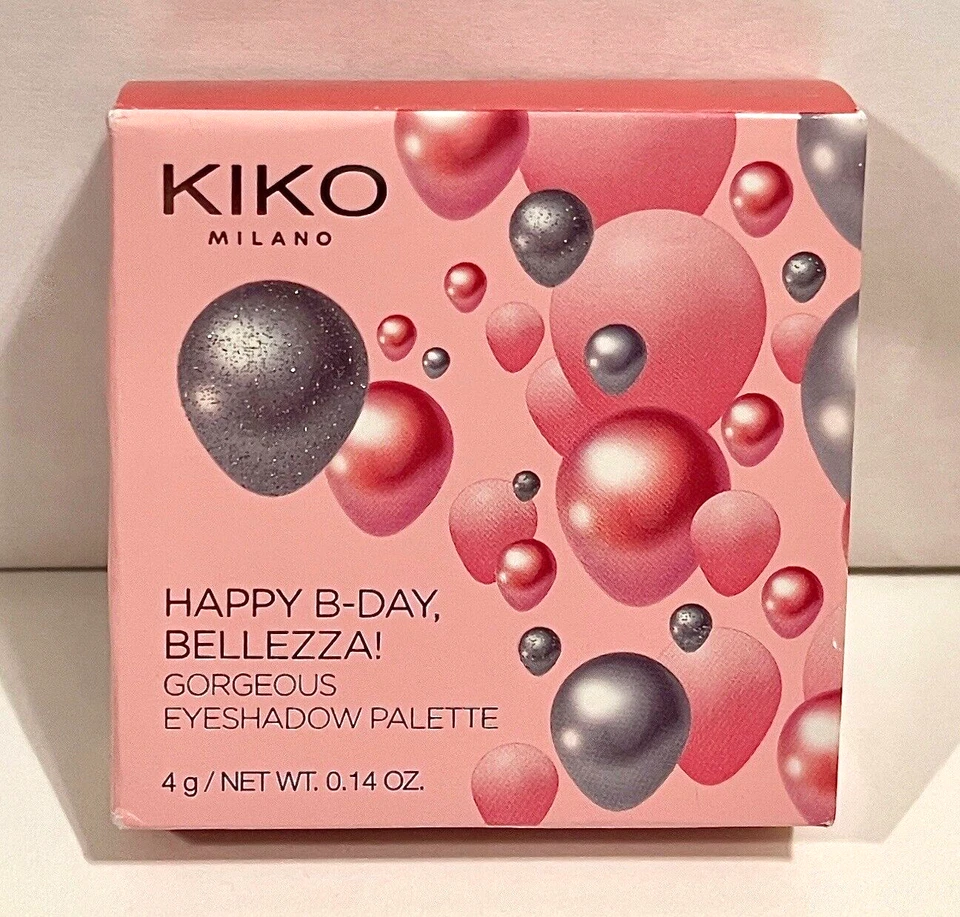 KIKO
MILANO
HAPPY B-DAY,
BELLEZZA!
GORGEOUS
EYESHADOW PALETTE
4 g / NET WT. 0.14 OZ.